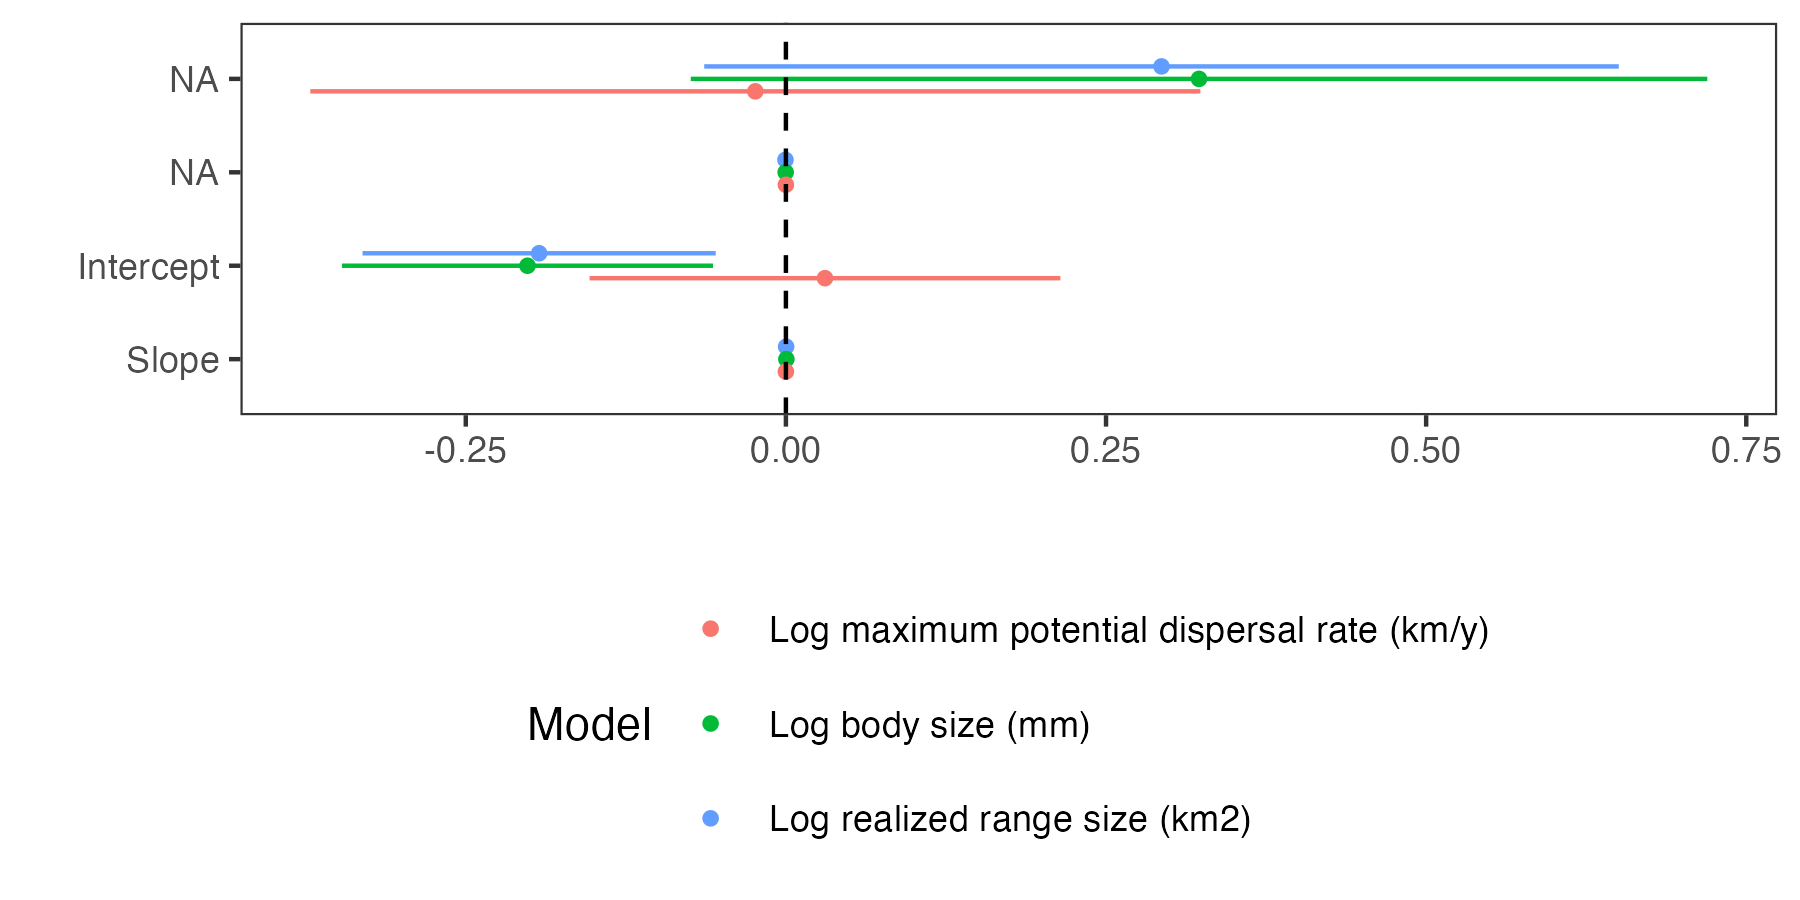 NA
NA
Intercept
Slope
-0.25 0.00 0.25 0.50 0.75
Log maximum potential dispersal rate (km/y)
Model
Log body size (mm)
Log realized range size (km2)